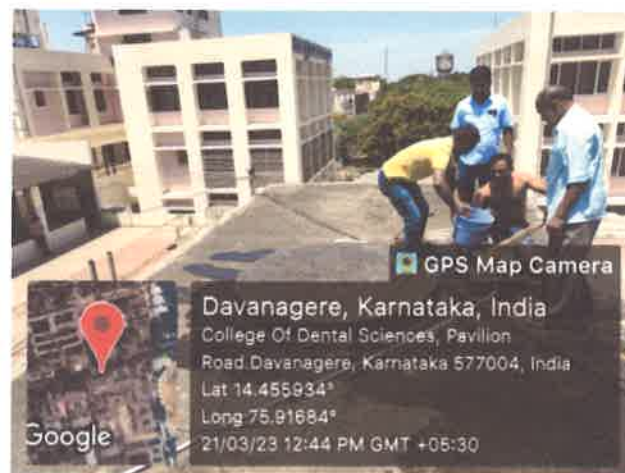 GPS Map Camera
Davanagere, Karnataka, India
College Of Dental Sciences, Pavilion
Road,Davanagere, Karnataka 577004, India
Lat 14.455934°
Long 75.91684°
21/03/23 12:44 PM GMT +05:30
Google